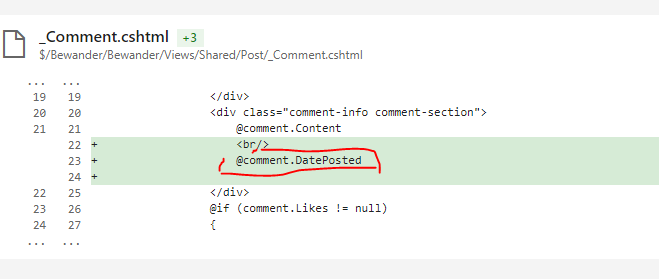 _Comment.cshtml +3
$/Bewander/Bewander/Views/Shared/Post/_Comment.cshtml
... ...
19 19 </div>
20 20 <div class="comment-info comment-section">
21 21 @comment.Content
22 + <br/>
23 + @comment.DatePosted
24 +
22 25 </div>
23 26 @if (comment.Likes != null)
24 27 {
... ...